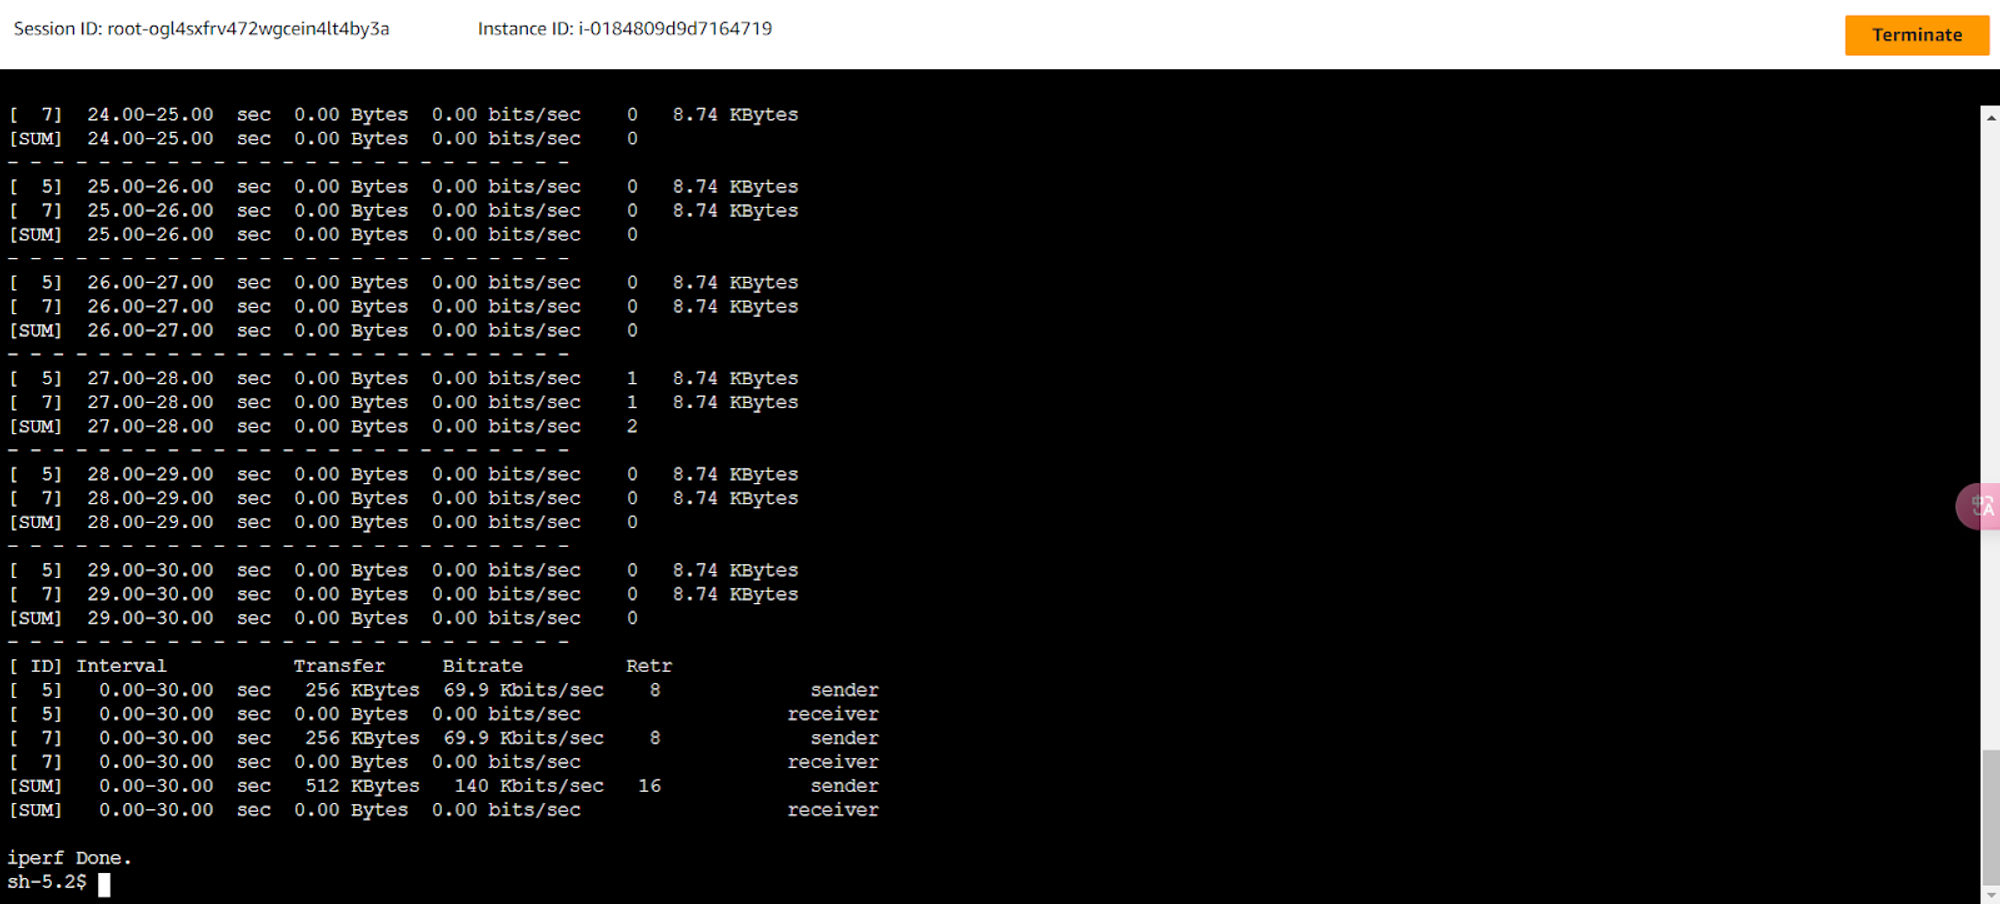 Session ID: root-ogl4sxfrv472wgcein4lt4by3a Instance ID: i-0184809d9d7164719 Terminate
[  7]  24.00-25.00  sec  0.00 Bytes  0.00 bits/sec    0   8.74 KBytes
[SUM]  24.00-25.00  sec  0.00 Bytes  0.00 bits/sec    0
- - - - - - - - - - - - - - - - - - - - - - - - -
[  5]  25.00-26.00  sec  0.00 Bytes  0.00 bits/sec    0   8.74 KBytes
[  7]  25.00-26.00  sec  0.00 Bytes  0.00 bits/sec    0   8.74 KBytes
[SUM]  25.00-26.00  sec  0.00 Bytes  0.00 bits/sec    0
- - - - - - - - - - - - - - - - - - - - - - - - -
[  5]  26.00-27.00  sec  0.00 Bytes  0.00 bits/sec    0   8.74 KBytes
[  7]  26.00-27.00  sec  0.00 Bytes  0.00 bits/sec    0   8.74 KBytes
[SUM]  26.00-27.00  sec  0.00 Bytes  0.00 bits/sec    0
- - - - - - - - - - - - - - - - - - - - - - - - -
[  5]  27.00-28.00  sec  0.00 Bytes  0.00 bits/sec    1   8.74 KBytes
[  7]  27.00-28.00  sec  0.00 Bytes  0.00 bits/sec    1   8.74 KBytes
[SUM]  27.00-28.00  sec  0.00 Bytes  0.00 bits/sec    2
- - - - - - - - - - - - - - - - - - - - - - - - -
[  5]  28.00-29.00  sec  0.00 Bytes  0.00 bits/sec    0   8.74 KBytes
[  7]  28.00-29.00  sec  0.00 Bytes  0.00 bits/sec    0   8.74 KBytes
[SUM]  28.00-29.00  sec  0.00 Bytes  0.00 bits/sec    0
- - - - - - - - - - - - - - - - - - - - - - - - -
[  5]  29.00-30.00  sec  0.00 Bytes  0.00 bits/sec    0   8.74 KBytes
[  7]  29.00-30.00  sec  0.00 Bytes  0.00 bits/sec    0   8.74 KBytes
[SUM]  29.00-30.00  sec  0.00 Bytes  0.00 bits/sec    0
- - - - - - - - - - - - - - - - - - - - - - - - -
[ ID] Interval           Transfer     Bitrate         Retr
[  5]   0.00-30.00  sec   256 KBytes  69.9 Kbits/sec    8             sender
[  5]   0.00-30.00  sec  0.00 Bytes  0.00 bits/sec                  receiver
[  7]   0.00-30.00  sec   256 KBytes  69.9 Kbits/sec    8             sender
[  7]   0.00-30.00  sec  0.00 Bytes  0.00 bits/sec                  receiver
[SUM]   0.00-30.00  sec   512 KBytes   140 Kbits/sec   16             sender
[SUM]   0.00-30.00  sec  0.00 Bytes  0.00 bits/sec                  receiver
iperf Done.
sh-5.2$